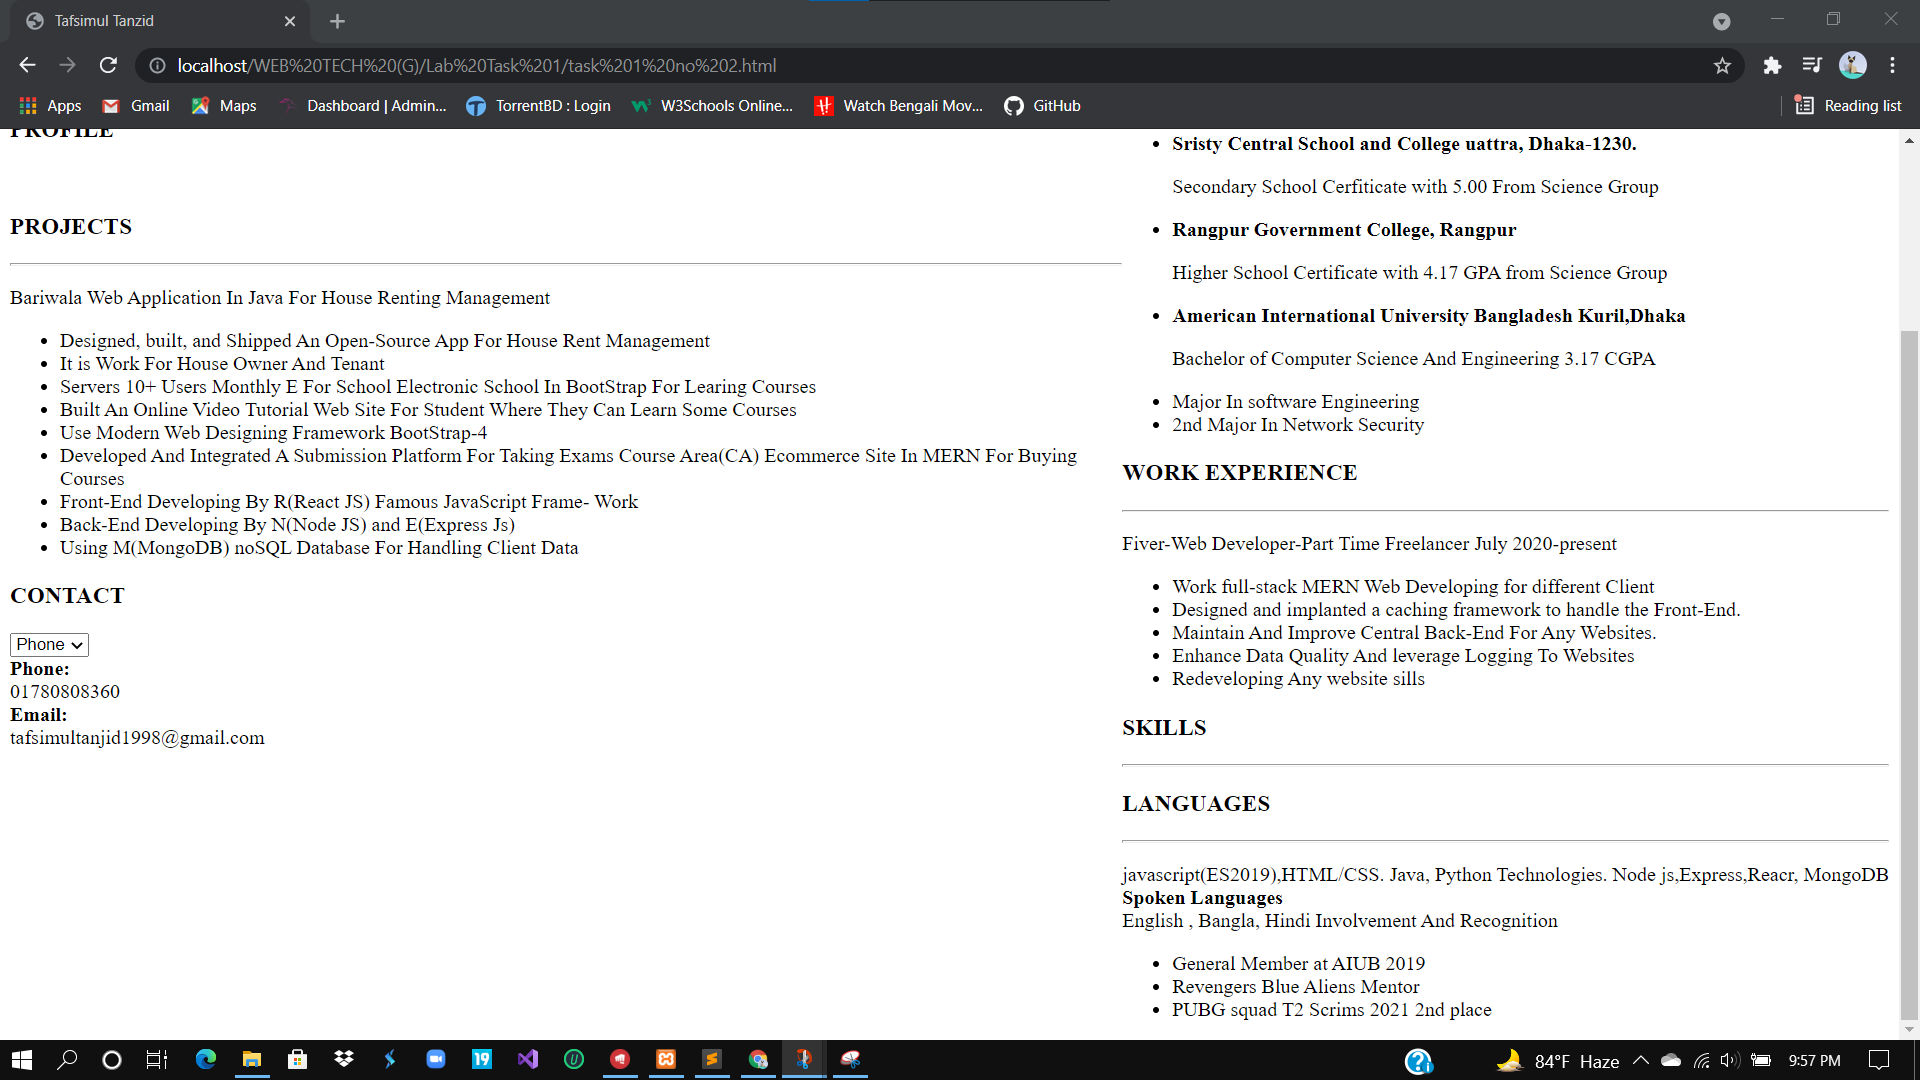 Tafsimul Tanzid
localhost/WEB%20TECH%20(G)/Lab%20Task%201/task%201%20no%202.html
Apps Gmail Maps Dashboard | Admin... TorrentBD : Login W3Schools Online... Watch Bengali Mov... GitHub Reading list
PROFILE
PROJECTS
Bariwala Web Application In Java For House Renting Management
Designed, built, and Shipped An Open-Source App For House Rent Management
It is Work For House Owner And Tenant
Servers 10+ Users Monthly E For School Electronic School In BootStrap For Learing Courses
Built An Online Video Tutorial Web Site For Student Where They Can Learn Some Courses
Use Modern Web Designing Framework BootStrap-4
Developed And Integrated A Submission Platform For Taking Exams Course Area(CA) Ecommerce Site In MERN For Buying
Courses
Front-End Developing By R(React JS) Famous JavaScript Frame- Work
Back-End Developing By N(Node JS) and E(Express Js)
Using M(MongoDB) noSQL Database For Handling Client Data
CONTACT
Phone
Phone:
01780808360
Email:
tafsimultanjid1998@gmail.com
Sristy Central School and College uattra, Dhaka-1230.
Secondary School Cerfiticate with 5.00 From Science Group
Rangpur Government College, Rangpur
Higher School Certificate with 4.17 GPA from Science Group
American International University Bangladesh Kuril,Dhaka
Bachelor of Computer Science And Engineering 3.17 CGPA
Major In software Engineering
2nd Major In Network Security
WORK EXPERIENCE
Fiver-Web Developer-Part Time Freelancer July 2020-present
Work full-stack MERN Web Developing for different Client
Designed and implanted a caching framework to handle the Front-End.
Maintain And Improve Central Back-End For Any Websites.
Enhance Data Quality And leverage Logging To Websites
Redeveloping Any website sills
SKILLS
LANGUAGES
javascript(ES2019),HTML/CSS. Java, Python Technologies. Node js,Express,Reacr, MongoDB
Spoken Languages
English , Bangla, Hindi Involvement And Recognition
General Member at AIUB 2019
Revengers Blue Aliens Mentor
PUBG squad T2 Scrims 2021 2nd place
19
84°F Haze
9:57 PM